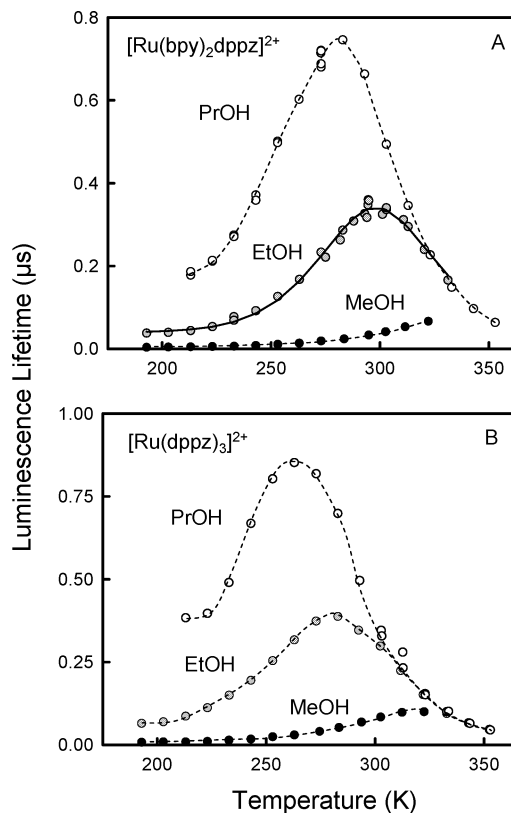 Luminescence Lifetime (μs)
[Ru(bpy)₂dppz]²⁺
A
0.8
0.6
0.4
0.2
0.0
PrOH
EtOH
MeOH
200 250 300 350
[Ru(dppz)₃]²⁺
B
1.00
0.75
0.50
0.25
0.00
PrOH
EtOH
MeOH
200 250 300 350
Temperature (K)